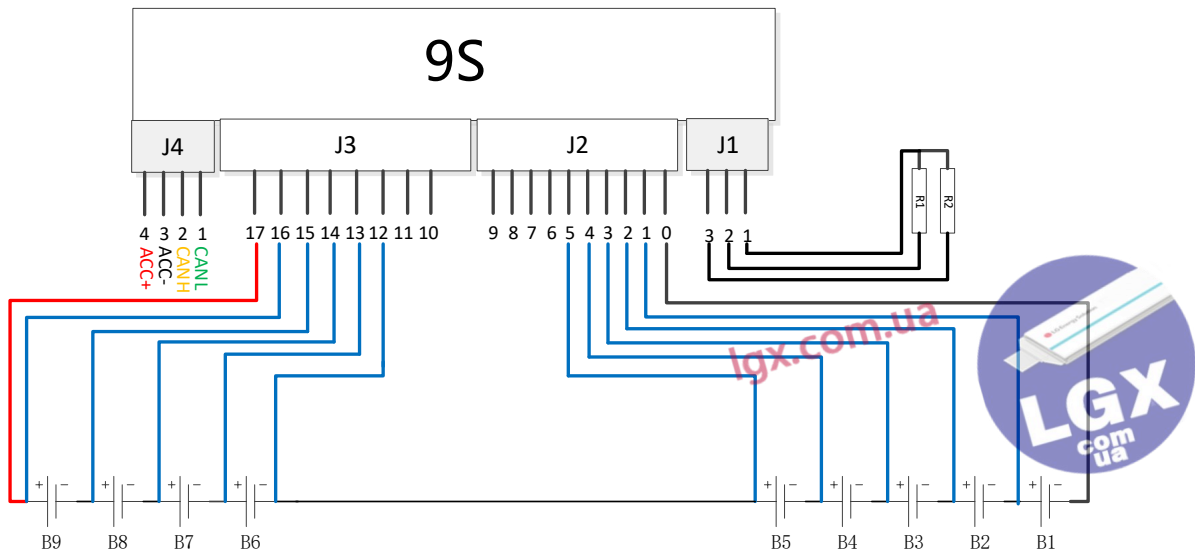 9S
J4 J3 J2 J1
R1 R2
4 3 2 1 17 16 15 14 13 12 11 10 9 8 7 6 5 4 3 2 1 0 3 2 1
ACC+ ACC- CANH CANL
lgx.com.ua
LGX
com
ua
+ - + - + - + - + - + - + - + - + -
B9 B8 B7 B6 B5 B4 B3 B2 B1